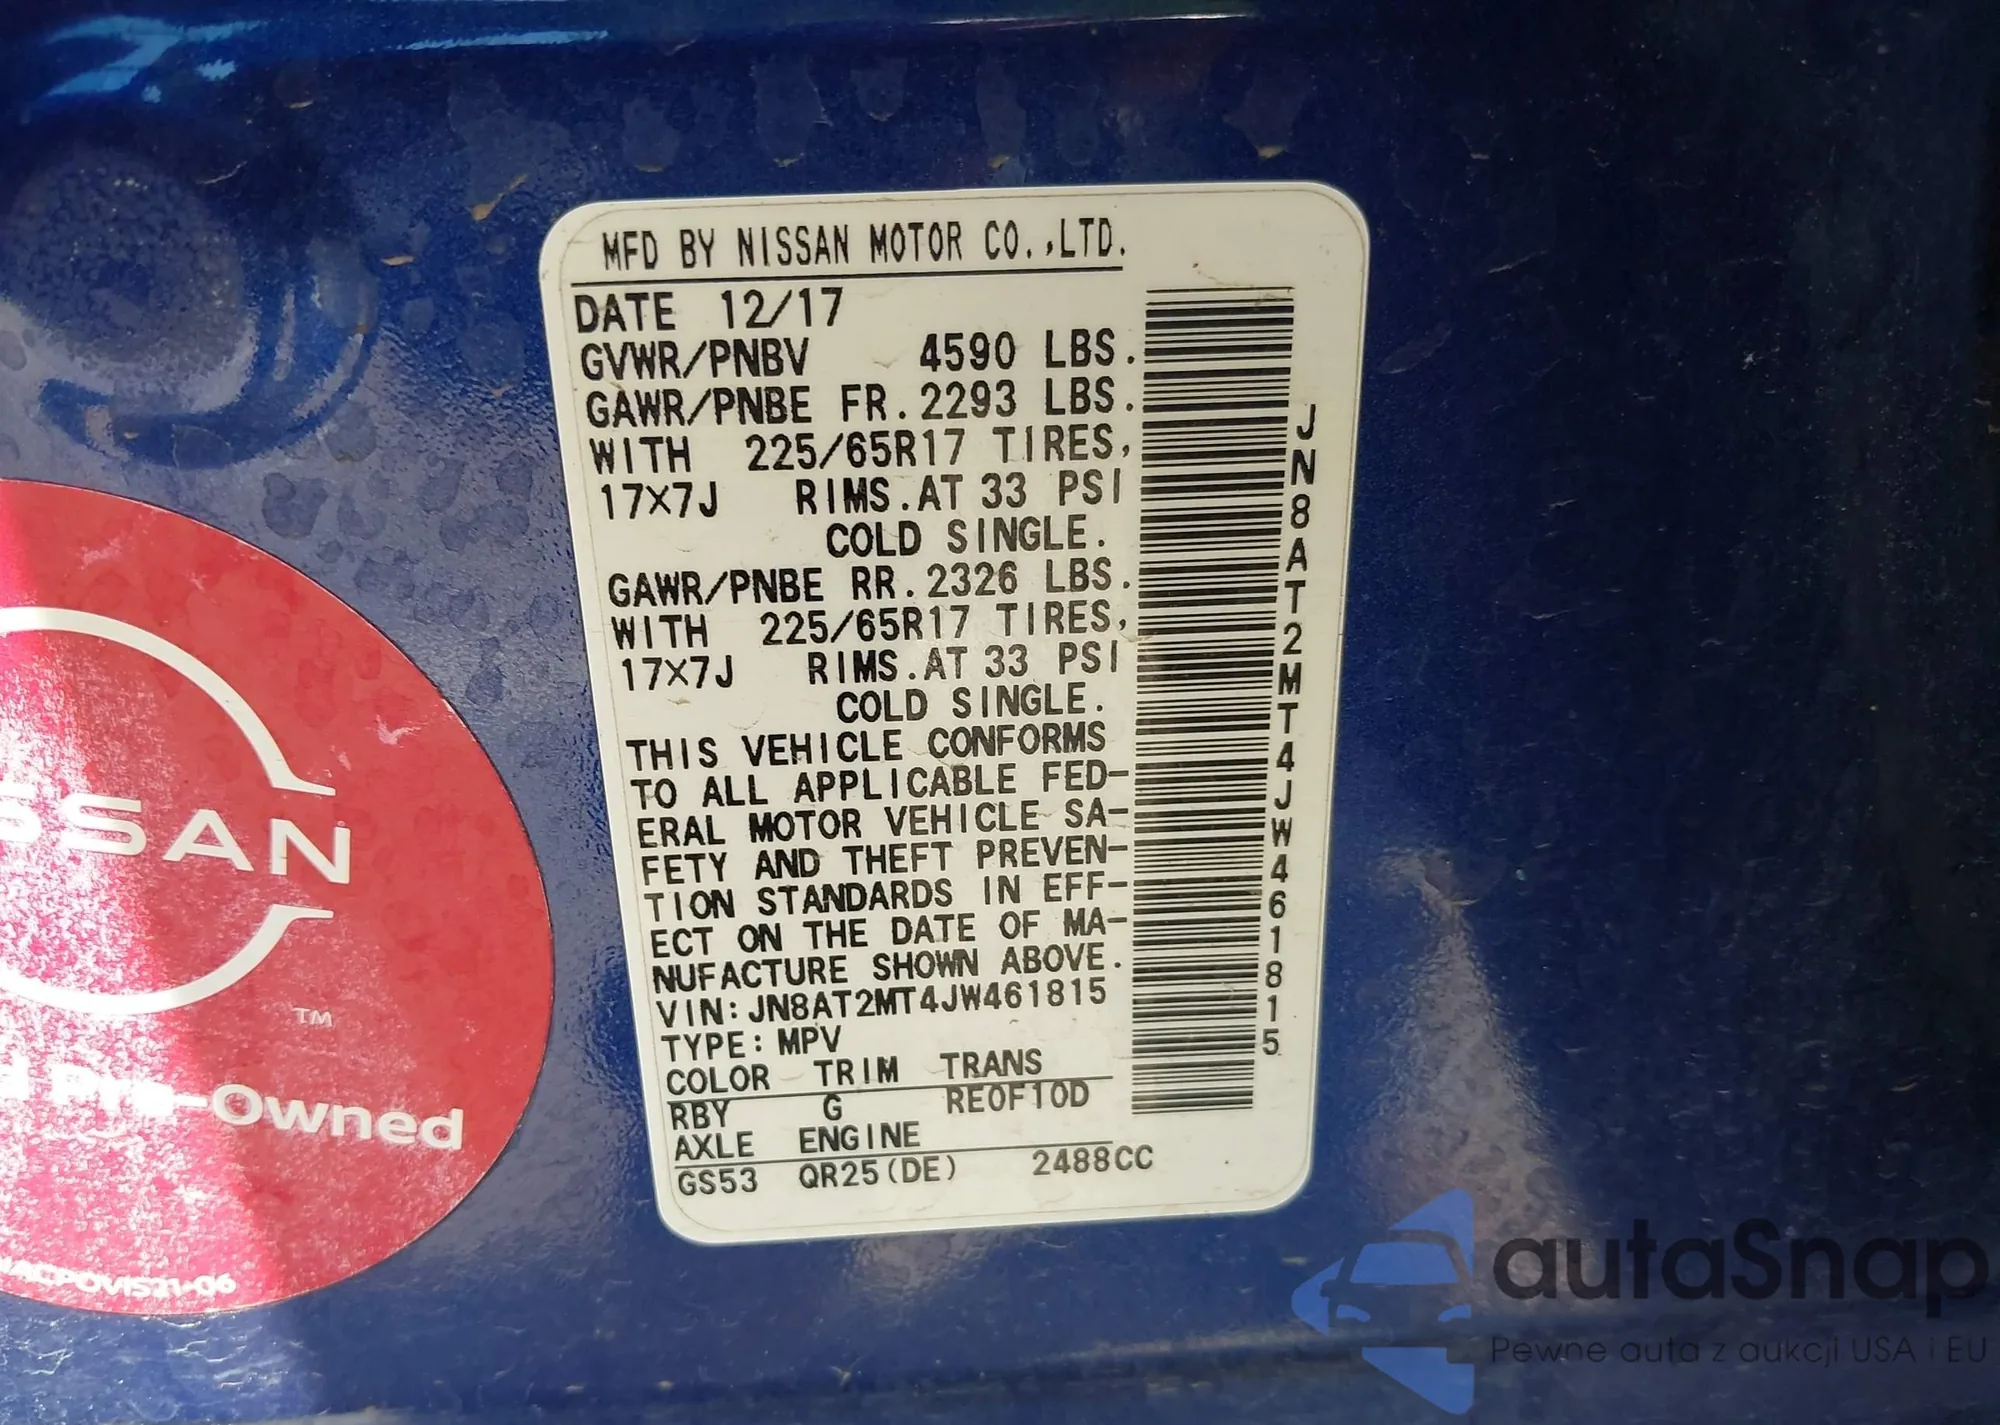 MFD BY NISSAN MOTOR CO.,LTD.
DATE 12/17
GVWR/PNBV 4590 LBS.
GAWR/PNBE FR. 2293 LBS.
WITH 225/65R17 TIRES,
17X7J RIMS.AT 33 PSI
COLD SINGLE.
GAWR/PNBE RR. 2326 LBS.
WITH 225/65R17 TIRES,
17X7J RIMS.AT 33 PSI
COLD SINGLE.
THIS VEHICLE CONFORMS
TO ALL APPLICABLE FED-
ERAL MOTOR VEHICLE SA-
FETY AND THEFT PREVEN-
TION STANDARDS IN EFF-
ECT ON THE DATE OF MA-
NUFACTURE SHOWN ABOVE.
VIN:JN8AT2MT4JW461815
TYPE:MPV
COLOR TRIM TRANS
RBY G RE0F10D
AXLE ENGINE
GS53 QR25(DE) 2488CC
JN8AT2MT4JW461815
SSAN
TM
Pre-Owned
autaSnap
Pewne auta z aukcji USA i EU